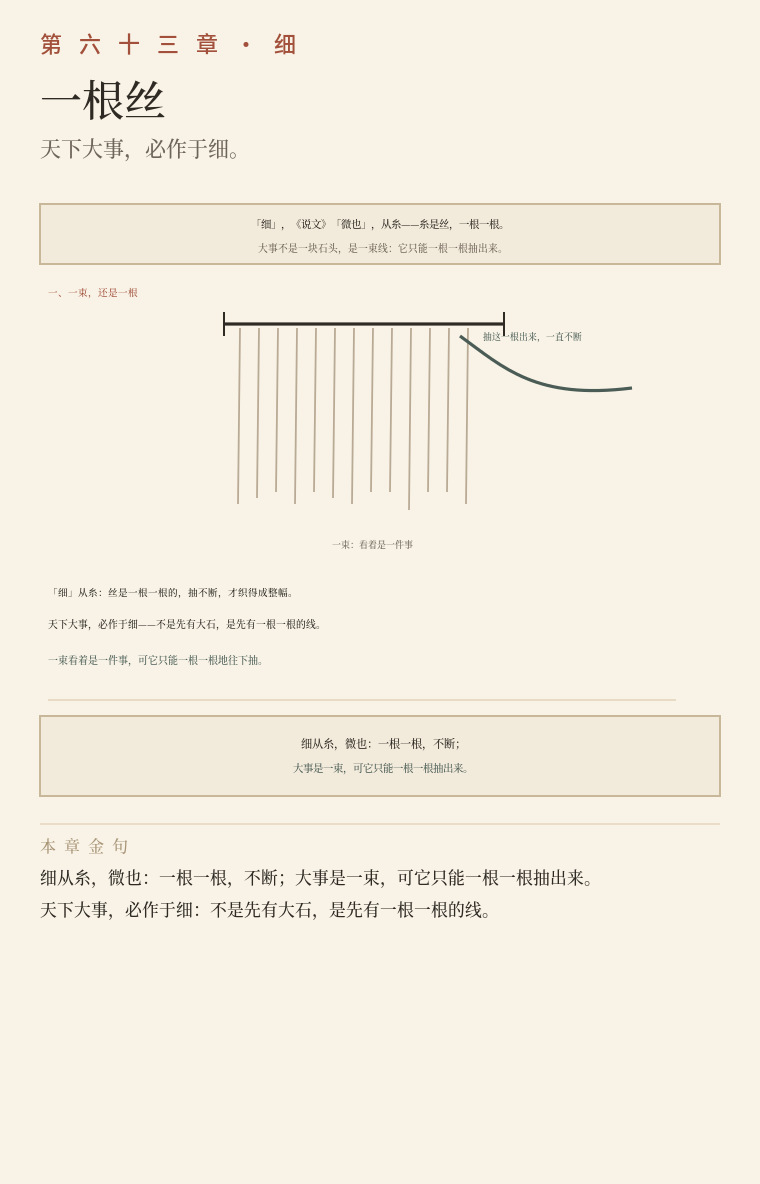 第六十三章·细
一根丝
天下大事，必作于细。
「细」，《说文》「微也」，从糸——糸是丝，一根一根。
大事不是一块石头，是一束线：它只能一根一根抽出来。
一、一束，还是一根
抽这一根出来，一直不断
一束：看着是一件事
「细」从糸：丝是一根一根的，抽不断，才织得成整幅。
天下大事，必作于细——不是先有大石，是先有一根一根的线。
一束看着是一件事，可它只能一根一根地往下抽。
细从糸，微也：一根一根，不断；
大事是一束，可它只能一根一根抽出来。
本章金句
细从糸，微也：一根一根，不断；大事是一束，可它只能一根一根抽出来。
天下大事，必作于细：不是先有大石，是先有一根一根的线。